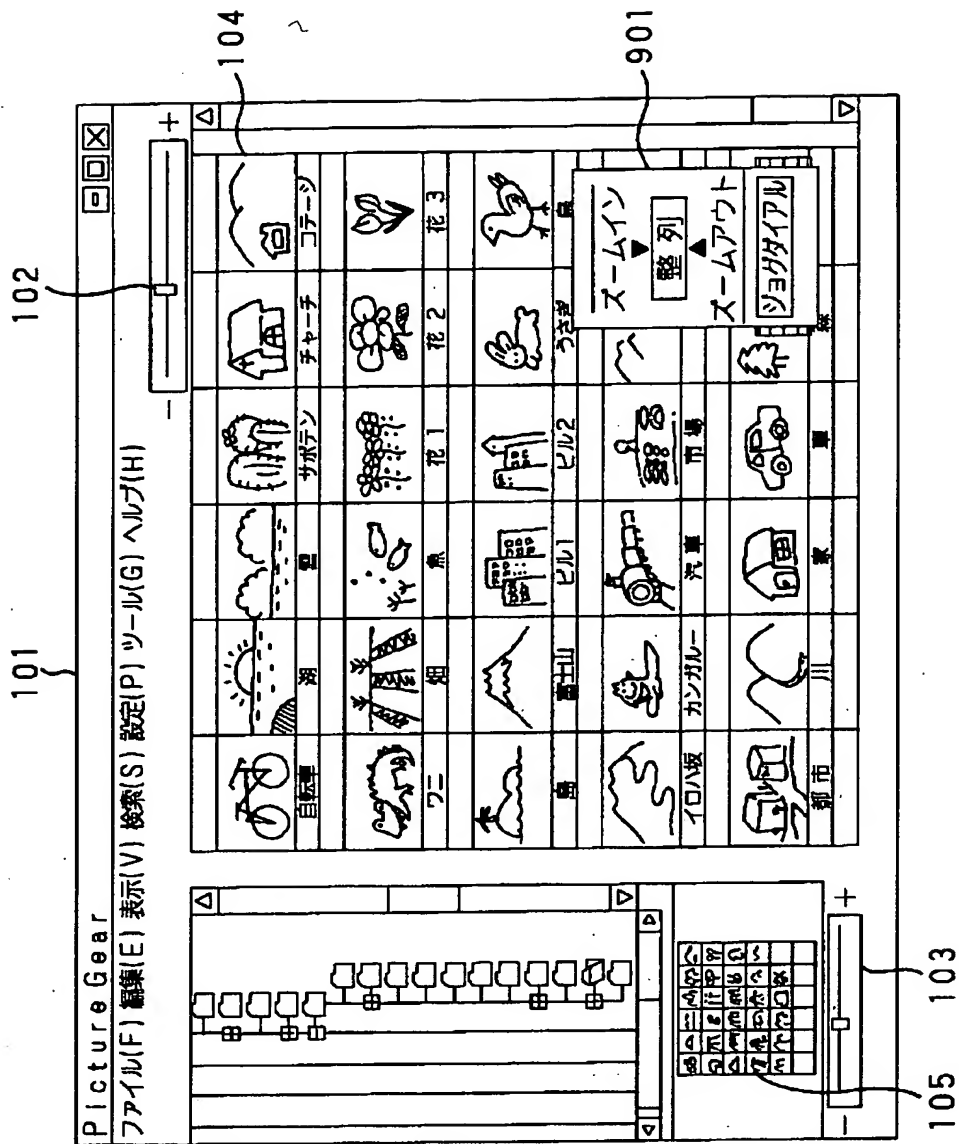 101
102
104
PictureGear
ファイル(F) 編集(E) 表示(V) 検索(S) 設定(P) ツール(G) ヘルプ(H)
− +
自転車 湖 雲 サボテン チャーチ コテージ
ワニ 畑 魚 花1 花2 花3
島 富士山 ビル1 ビル2 うさぎ 鳥
イロハ坂 カンガルー 汽車 市場
都市 川 家 車 森
ズームイン
整列
ズームアウト
ジョグダイアル
901
− +
105
103